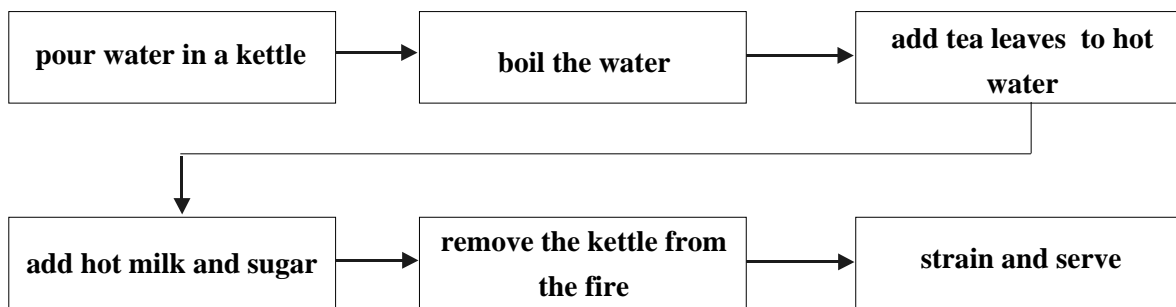 pour water in a kettle
boil the water
add tea leaves to hot
water
add hot milk and sugar
remove the kettle from
the fire
strain and serve